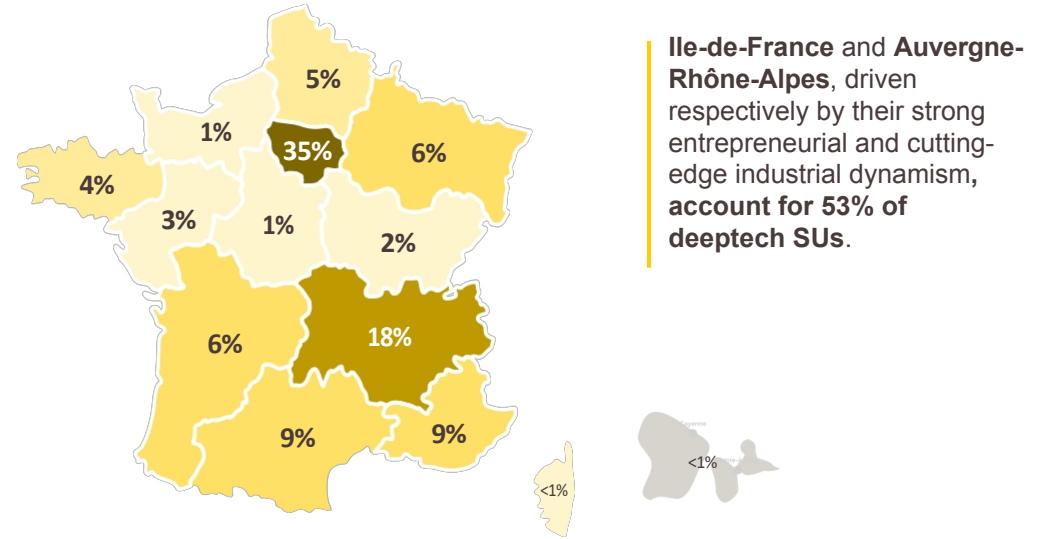 Ile-de-France and Auvergne-
Rhône-Alpes, driven
respectively by their strong
entrepreneurial and cutting-
edge industrial dynamism,
account for 53% of
deeptech SUs.
5%
1%
35%
6%
4%
3%
1%
2%
6%
18%
9%
9%
<1%
<1%